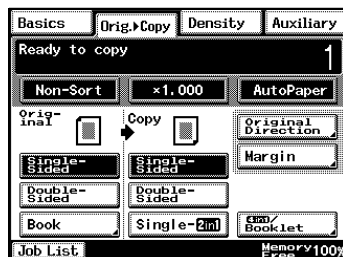 Basics Orig.▸Copy Density Auxiliary
Ready to copy 1
Non-Sort ×1.000 AutoPaper
Orig-
inal Copy Original
Direction
Single-
Sided Single-
Sided Margin
Double-
Sided Double-
Sided
Book Single-2in1 4in1/
Booklet
Job List Memory
Free 100%